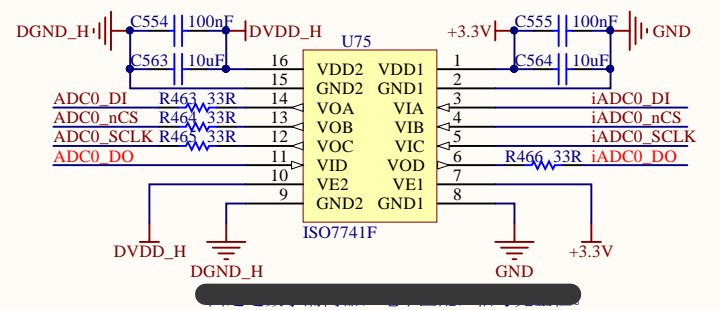 C554 100nF C555 100nF
DGND_H DVDD_H +3.3V GND
U75
C563 10uF C564 10uF
16 VDD2 VDD1 1
15 GND2 GND1 2
ADC0_DI R463 33R 14 VOA VIA 3 iADC0_DI
ADC0_nCS R464 33R 13 VOB VIB 4 iADC0_nCS
ADC0_SCLK R465 33R 12 VOC VIC 5 iADC0_SCLK
ADC0_DO 11 VID VOD 6 R466 33R iADC0_DO
10 VE2 VE1 7
9 GND2 GND1 8
ISO7741F
DVDD_H +3.3V
DGND_H GND